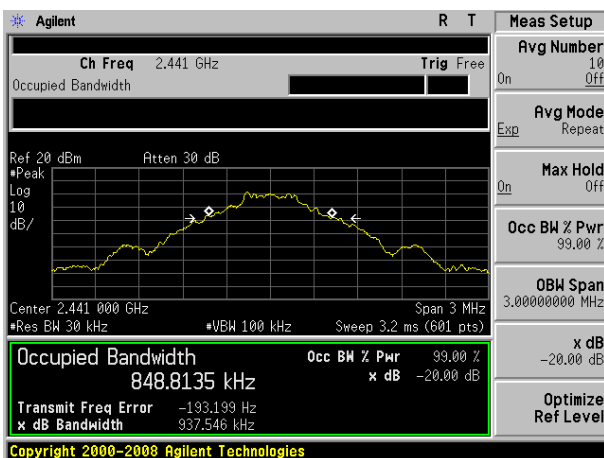 Agilent R T
Ch Freq 2.441 GHz Trig Free
Occupied Bandwidth
Ref 20 dBm Atten 30 dB
#Peak
Log
10
dB/
Center 2.441 000 GHz Span 3 MHz
#Res BW 30 kHz #VBW 100 kHz Sweep 3.2 ms (601 pts)
Occupied Bandwidth Occ BW % Pwr 99.00 %
848.8135 kHz x dB -20.00 dB
Transmit Freq Error -193.199 Hz
x dB Bandwidth 937.546 kHz
Copyright 2000-2008 Agilent Technologies
Meas Setup
Avg Number
10
On Off
Avg Mode
Exp Repeat
Max Hold
On Off
Occ BW % Pwr
99.00 %
OBW Span
3.00000000 MHz
x dB
-20.00 dB
Optimize
Ref Level